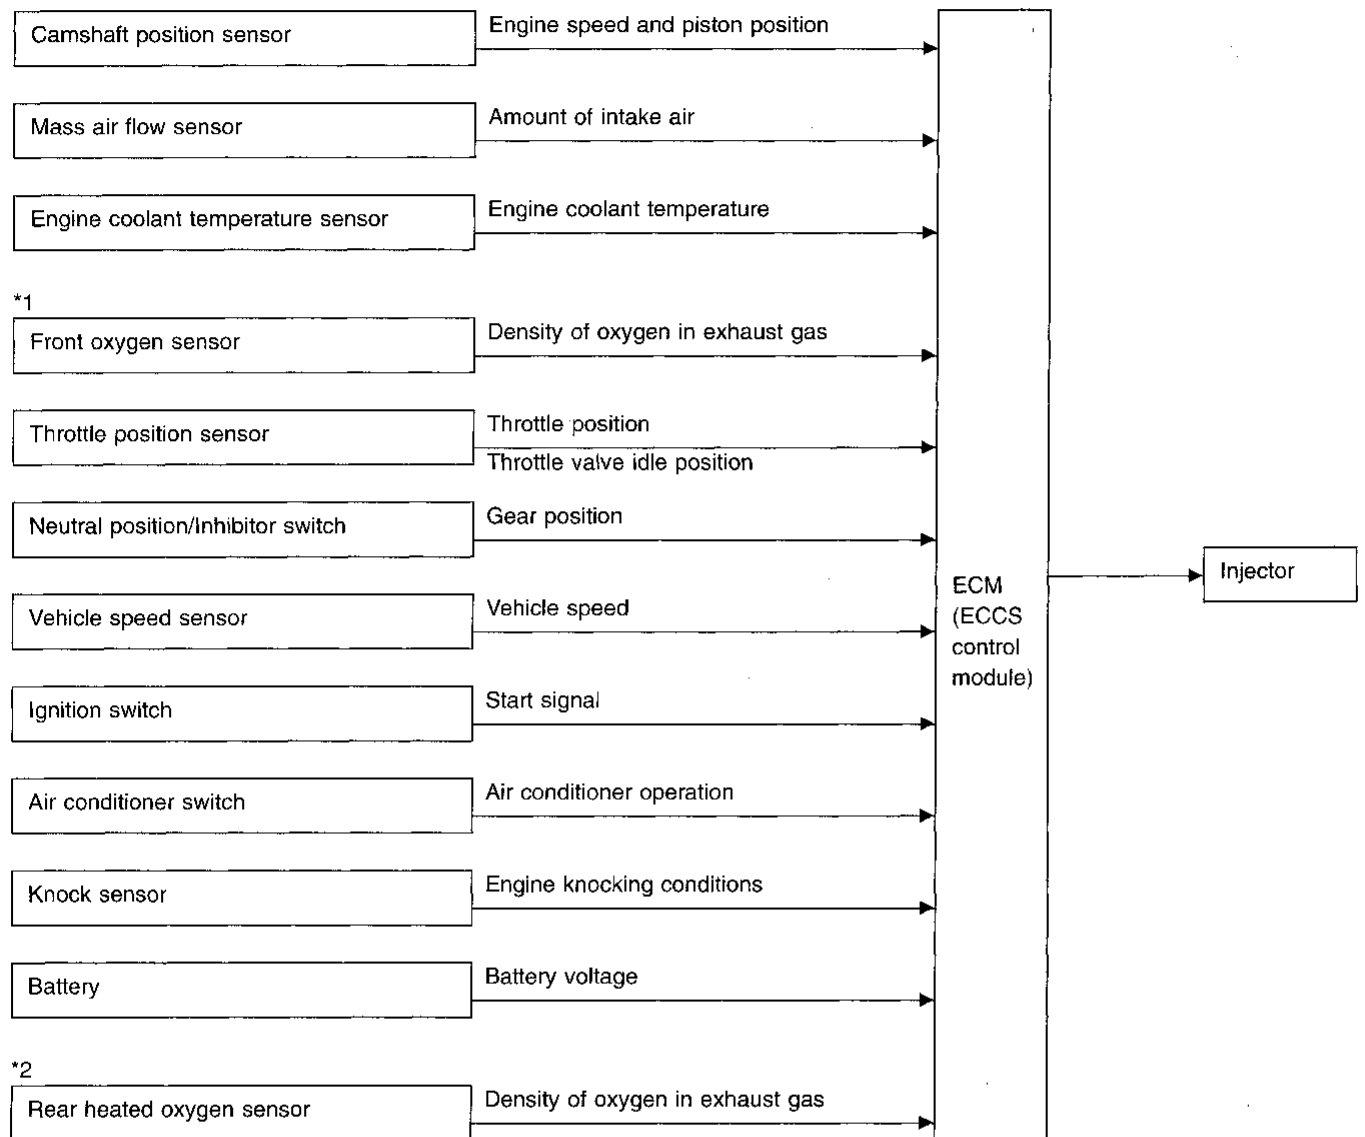 Camshaft position sensor
Engine speed and piston position
Mass air flow sensor
Amount of intake air
Engine coolant temperature sensor
Engine coolant temperature
*1
Front oxygen sensor
Density of oxygen in exhaust gas
Throttle position sensor
Throttle position
Throttle valve idle position
Neutral position/Inhibitor switch
Gear position
Vehicle speed sensor
Vehicle speed
Ignition switch
Start signal
Air conditioner switch
Air conditioner operation
Knock sensor
Engine knocking conditions
Battery
Battery voltage
*2
Rear heated oxygen sensor
Density of oxygen in exhaust gas
ECM
(ECCS
control
module)
Injector